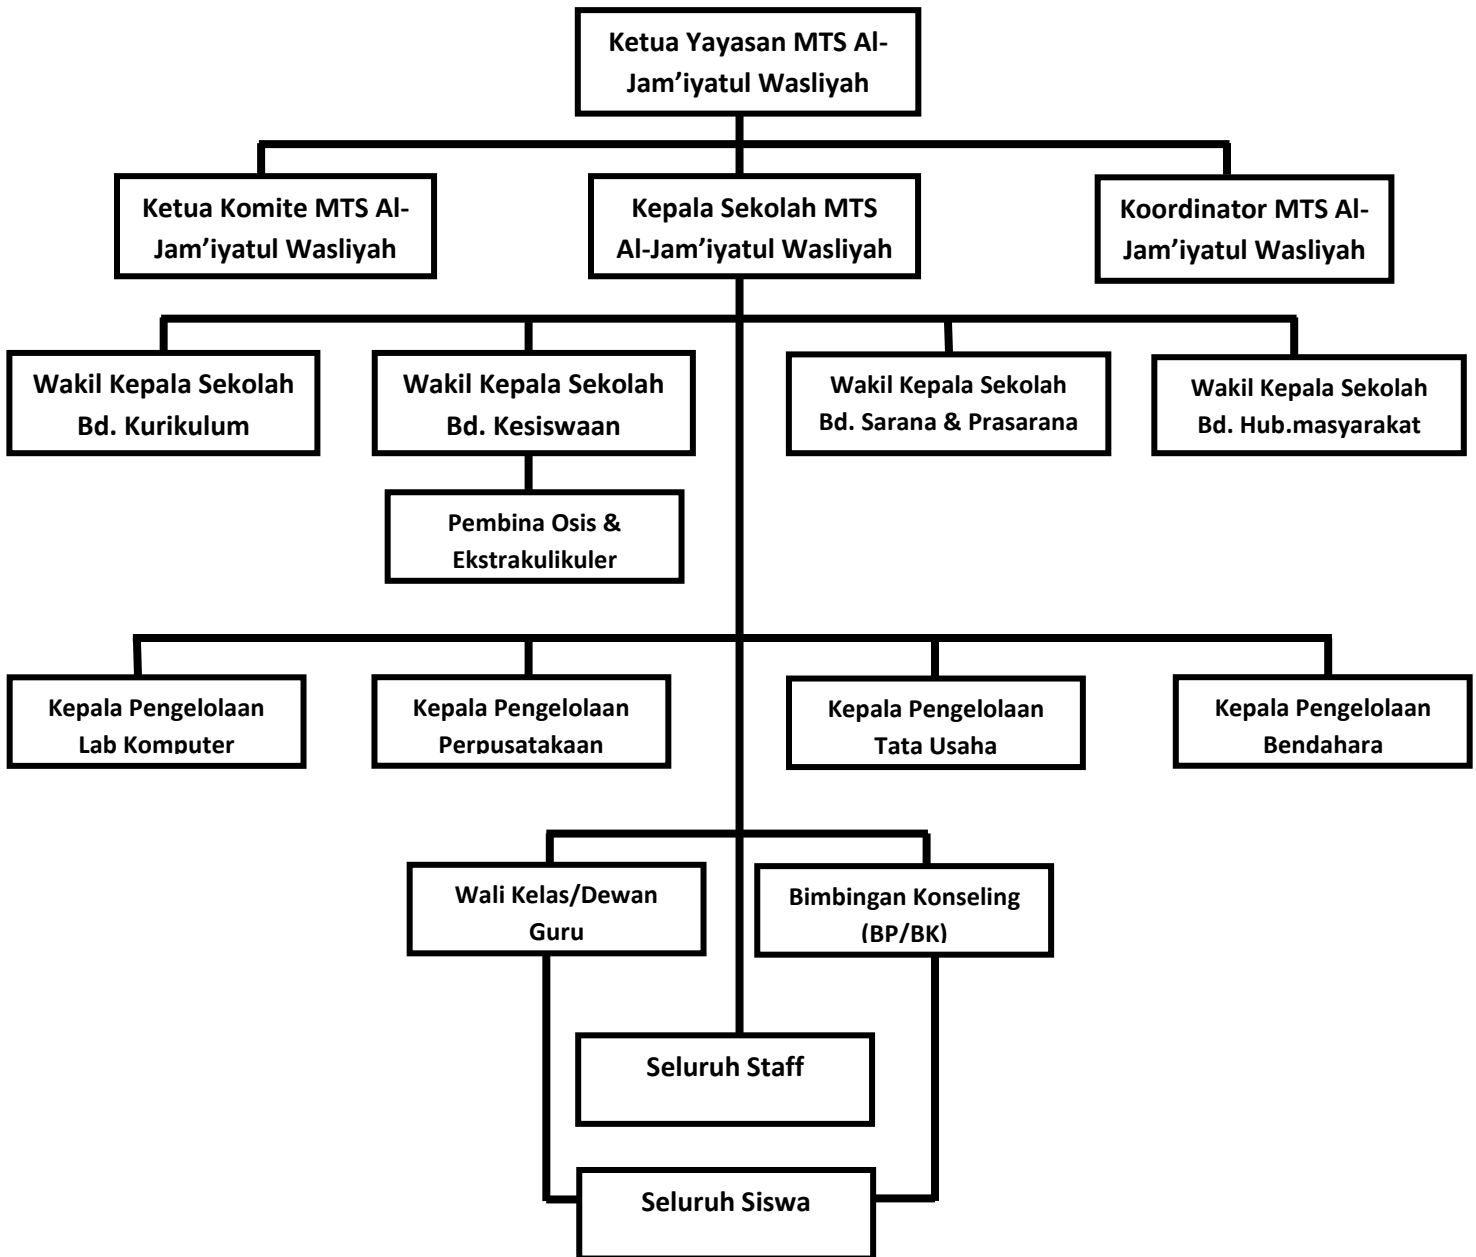 Ketua Yayasan MTS Al-
Jam’iyatul Wasliyah
Ketua Komite MTS Al-
Jam’iyatul Wasliyah
Kepala Sekolah MTS
Al-Jam’iyatul Wasliyah
Koordinator MTS Al-
Jam’iyatul Wasliyah
Wakil Kepala Sekolah
Bd. Kurikulum
Wakil Kepala Sekolah
Bd. Kesiswaan
Wakil Kepala Sekolah
Bd. Sarana & Prasarana
Wakil Kepala Sekolah
Bd. Hub.masyarakat
Pembina Osis &
Ekstrakulikuler
Kepala Pengelolaan
Lab Komputer
Kepala Pengelolaan
Perpusatakaan
Kepala Pengelolaan
Tata Usaha
Kepala Pengelolaan
Bendahara
Wali Kelas/Dewan
Guru
Bimbingan Konseling
(BP/BK)
Seluruh Staff
Seluruh Siswa